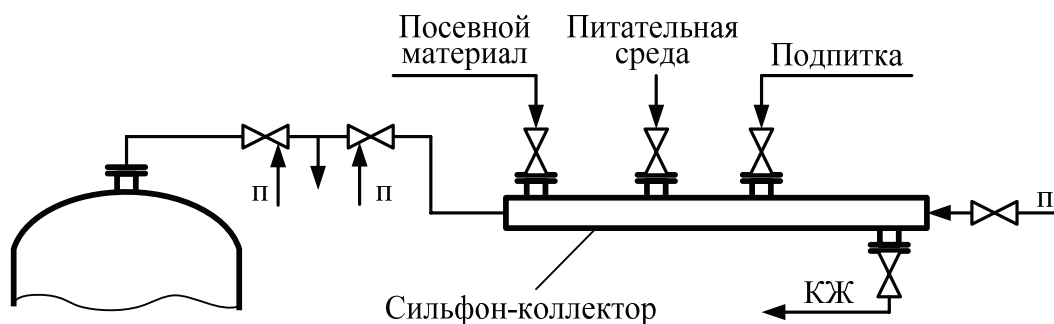 Посевной
материал
Питательная
среда
Подпитка
п
п
п
КЖ
Сильфон-коллектор